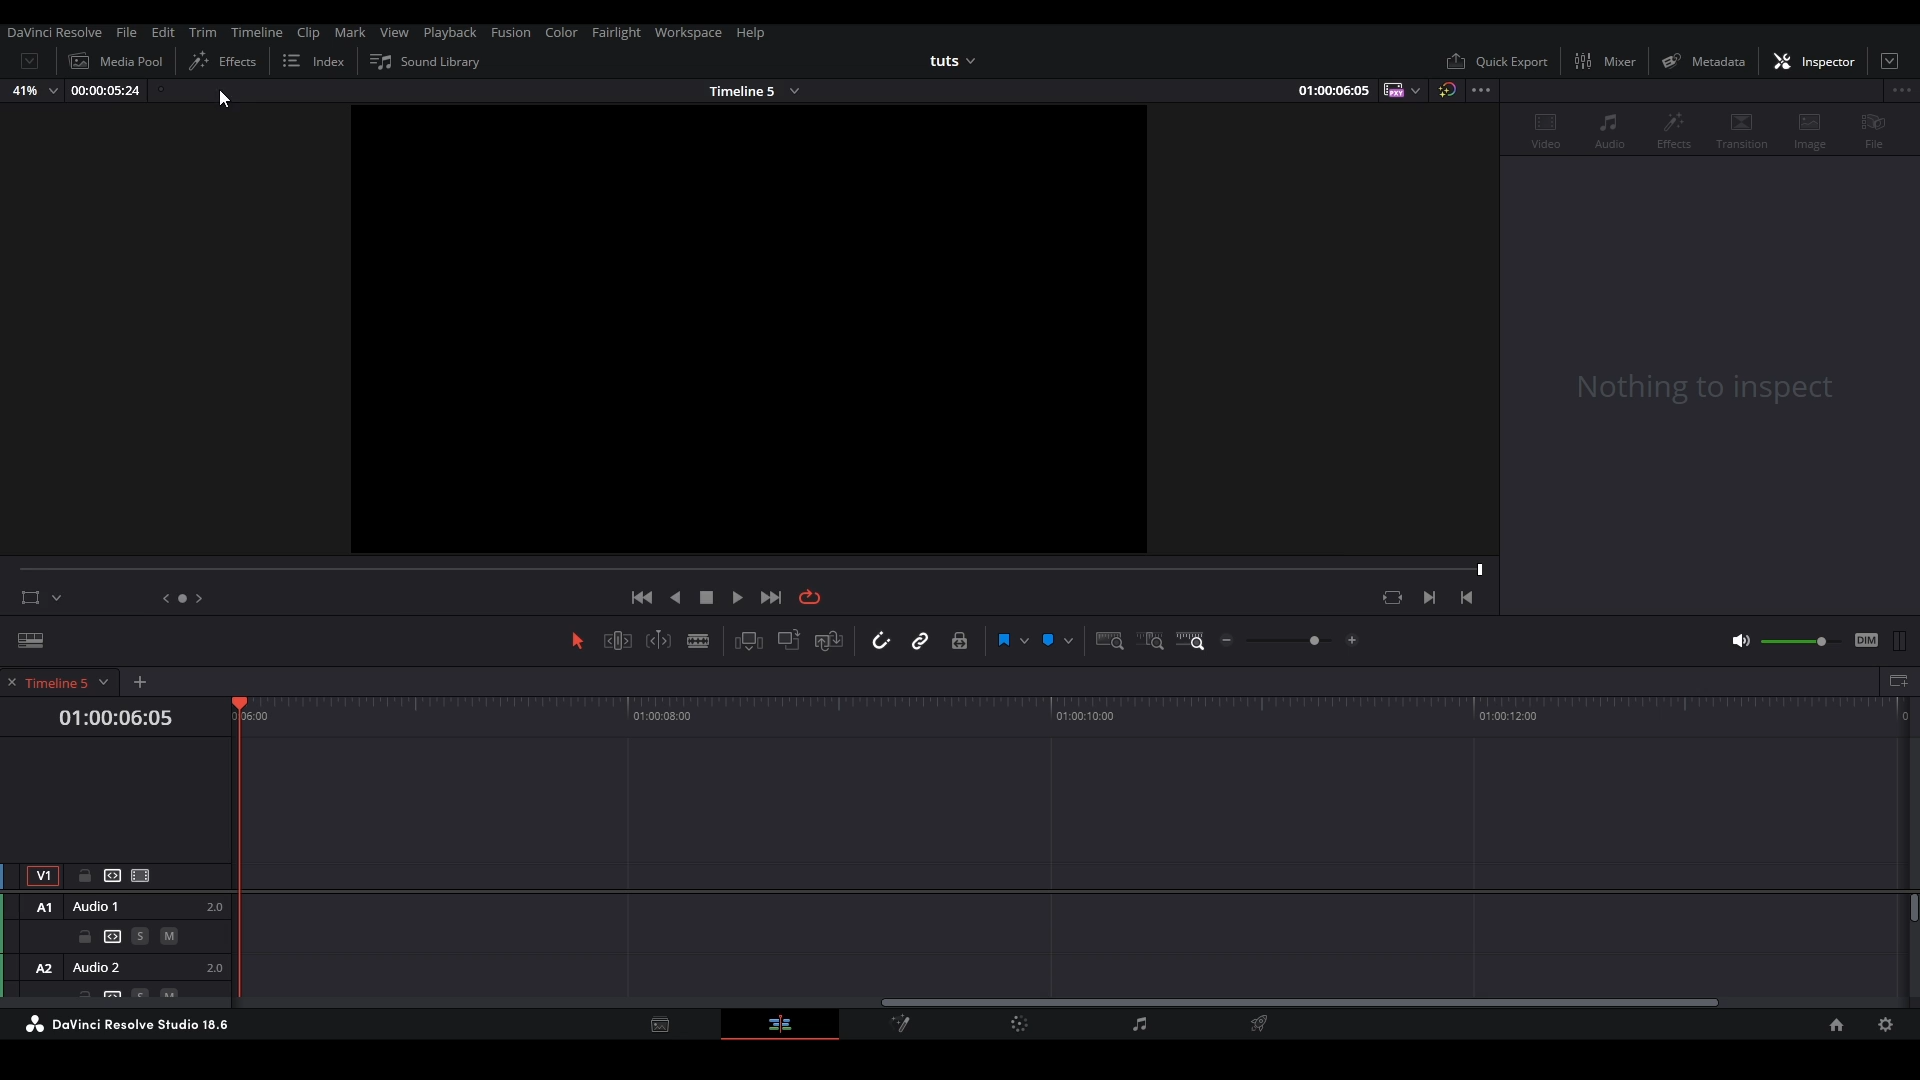 DaVinci Resolve File Edit Trim Timeline Clip Mark View Playback Fusion Color Fairlight Workspace Help
Media Pool Effects Index Sound Library tuts Quick Export Mixer Metadata Inspector
41% 00:00:05:24 Timeline 5 01:00:06:05 PXY
Video Audio Effects Transition Image File
Nothing to inspect
DIM
Timeline 5
01:00:06:05 01:00:08:00 01:00:10:00 01:00:12:00
V1
A1 Audio 1 2.0
S M
A2 Audio 2 2.0
S M
DaVinci Resolve Studio 18.6